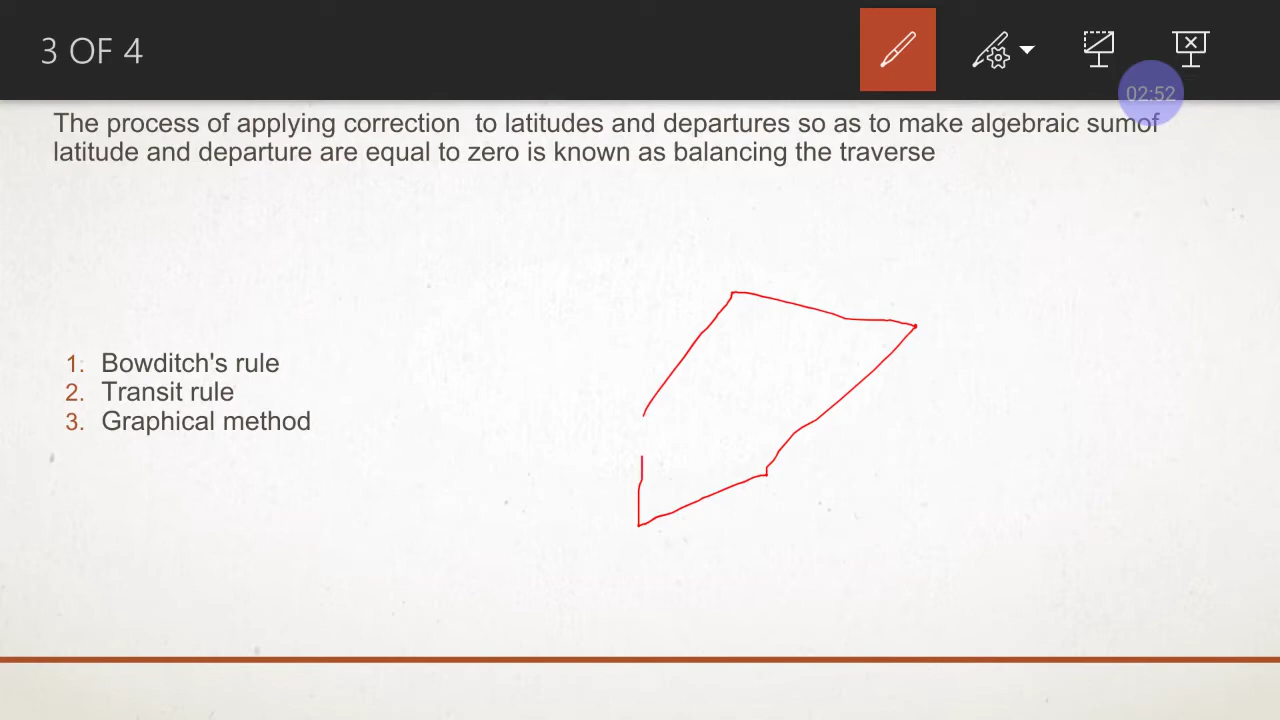 3 OF 4
02:52
The process of applying correction  to latitudes and departures so as to make algebraic sumof
latitude and departure are equal to zero is known as balancing the traverse
1. Bowditch's rule
2. Transit rule
3. Graphical method